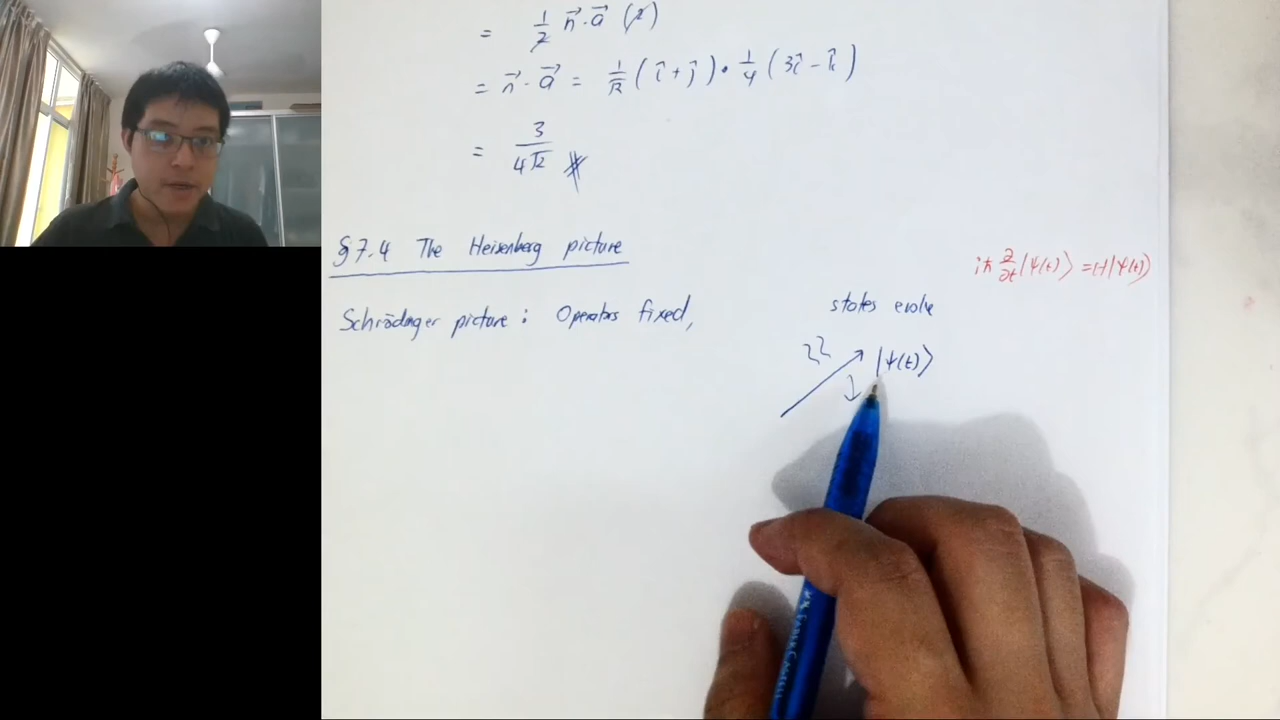 = 1/2 n⃗·a⃗ (2)
= n⃗·a⃗ = 1/√2 (î+ĵ)·1/4 (3î-k̂)
= 3/(4√2) ※
§7.4 The Heisenberg picture
iħ ∂/∂t |Ψ(t)⟩ = H|Ψ(t)⟩
Schrödinger picture: Operators fixed, states evolve
|Ψ(t)⟩